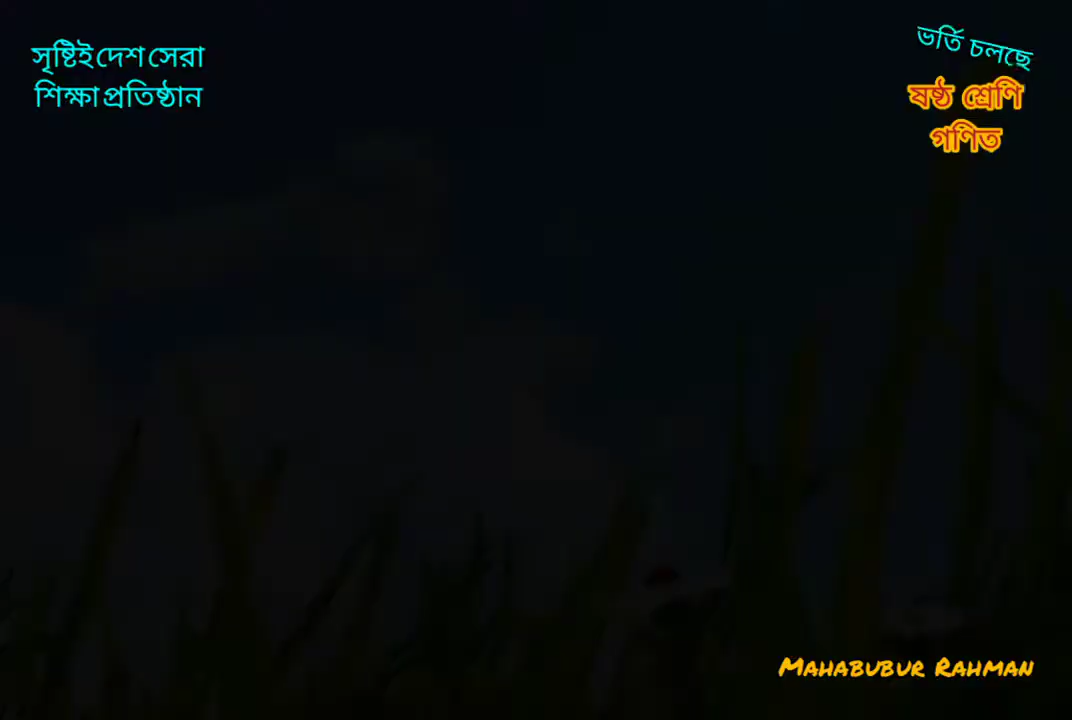 সৃষ্টিই দেশ সেরা
শিক্ষা প্রতিষ্ঠান
ভর্তি চলছে
ষষ্ঠ শ্রেণি
গণিত
Mahabubur Rahman